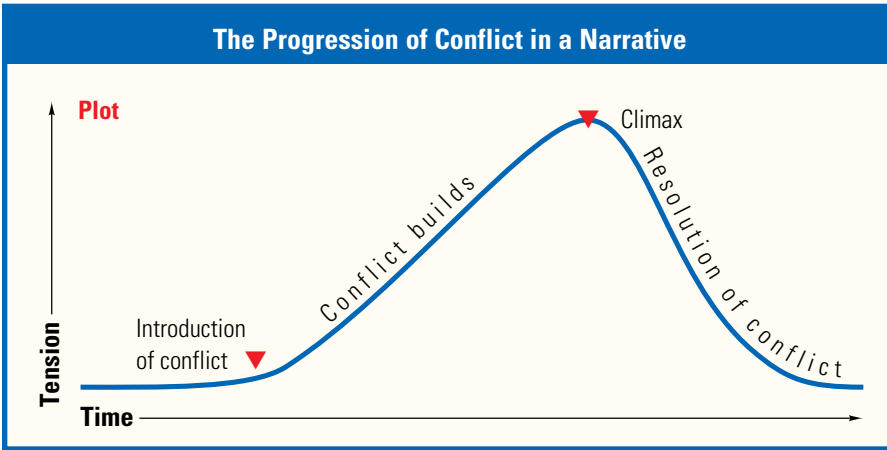 The Progression of Conflict in a Narrative
Plot
Climax
Conflict builds
Resolution of conflict
Introduction
of conflict
Tension
Time